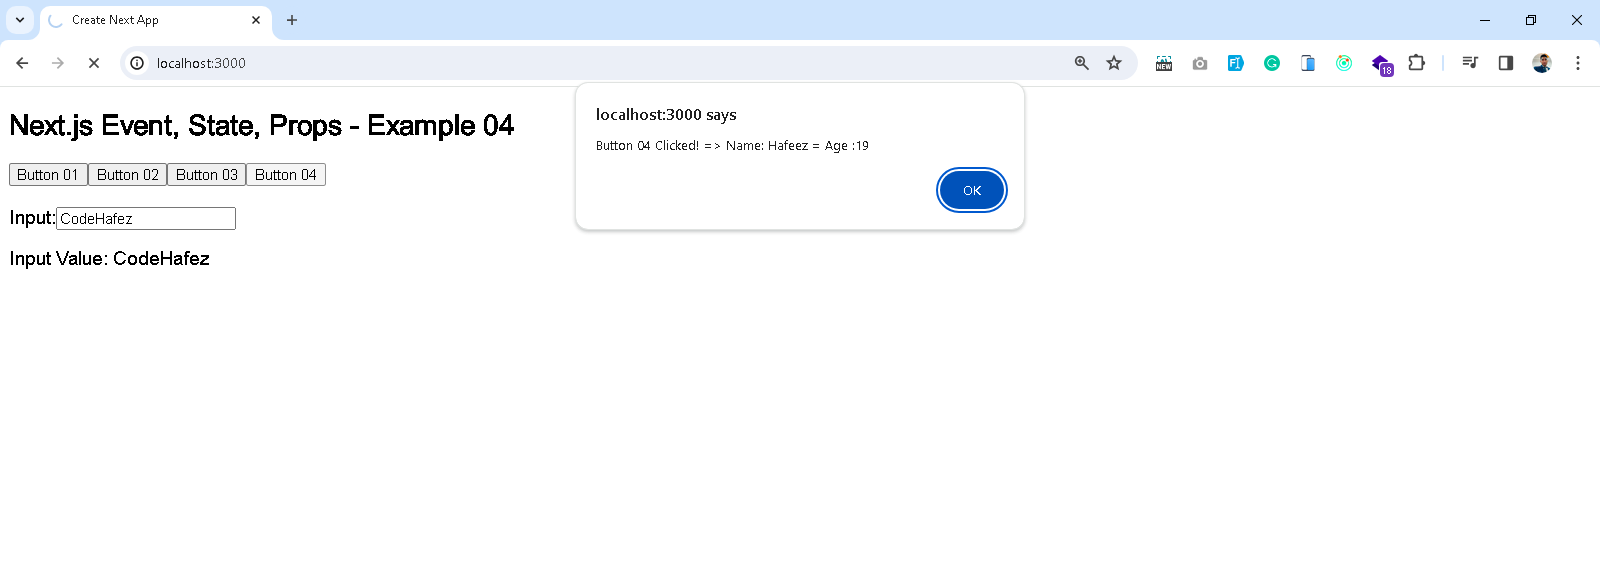 Create Next App
localhost:3000
NEW
18
localhost:3000 says
Button 04 Clicked! => Name: Hafeez = Age :19
OK
Next.js Event, State, Props - Example 04
Button 01 Button 02 Button 03 Button 04
Input: CodeHafez
Input Value: CodeHafez